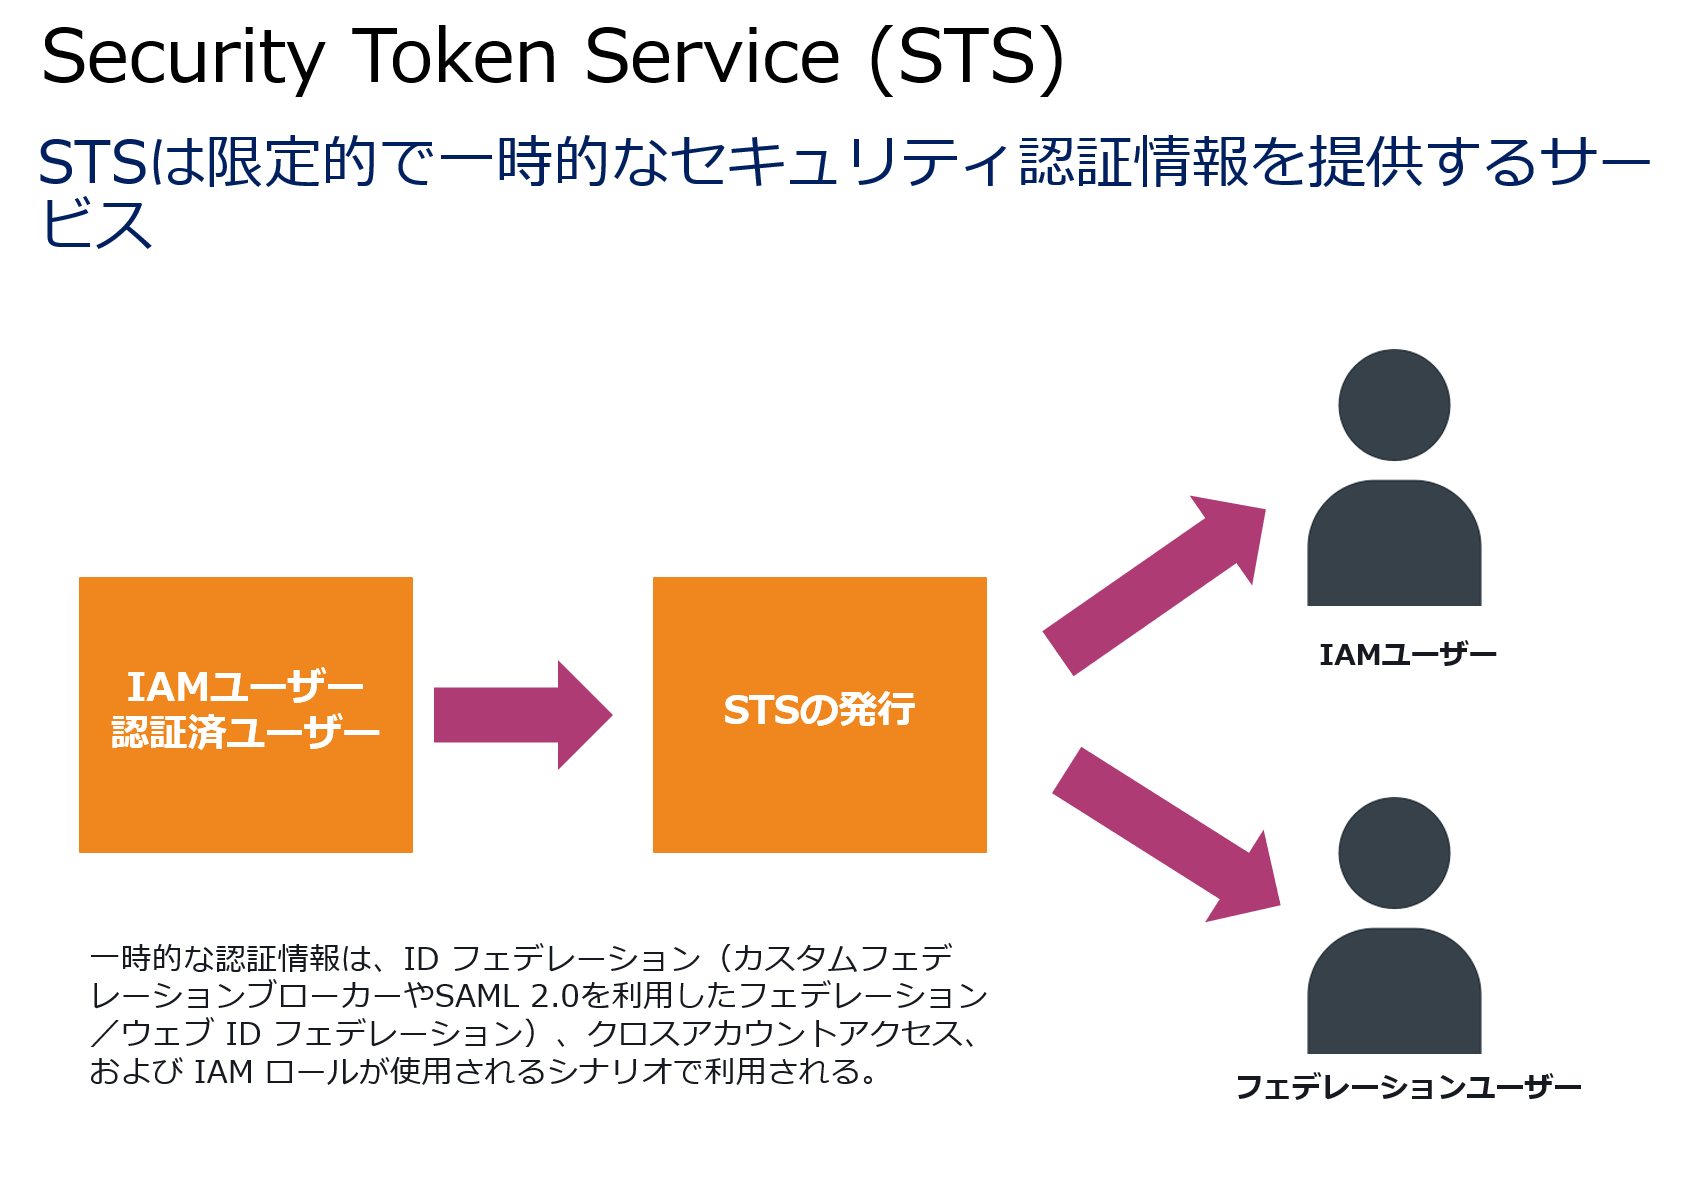 Security Token Service (STS)
STSは限定的で一時的なセキュリティ認証情報を提供するサー
ビス
IAMユーザー
認証済ユーザー
STSの発行
IAMユーザー
一時的な認証情報は、ID フェデレーション（カスタムフェデ
レーションブローカーやSAML 2.0を利用したフェデレーション
／ウェブ ID フェデレーション）、クロスアカウントアクセス、
および IAM ロールが使用されるシナリオで利用される。
フェデレーションユーザー